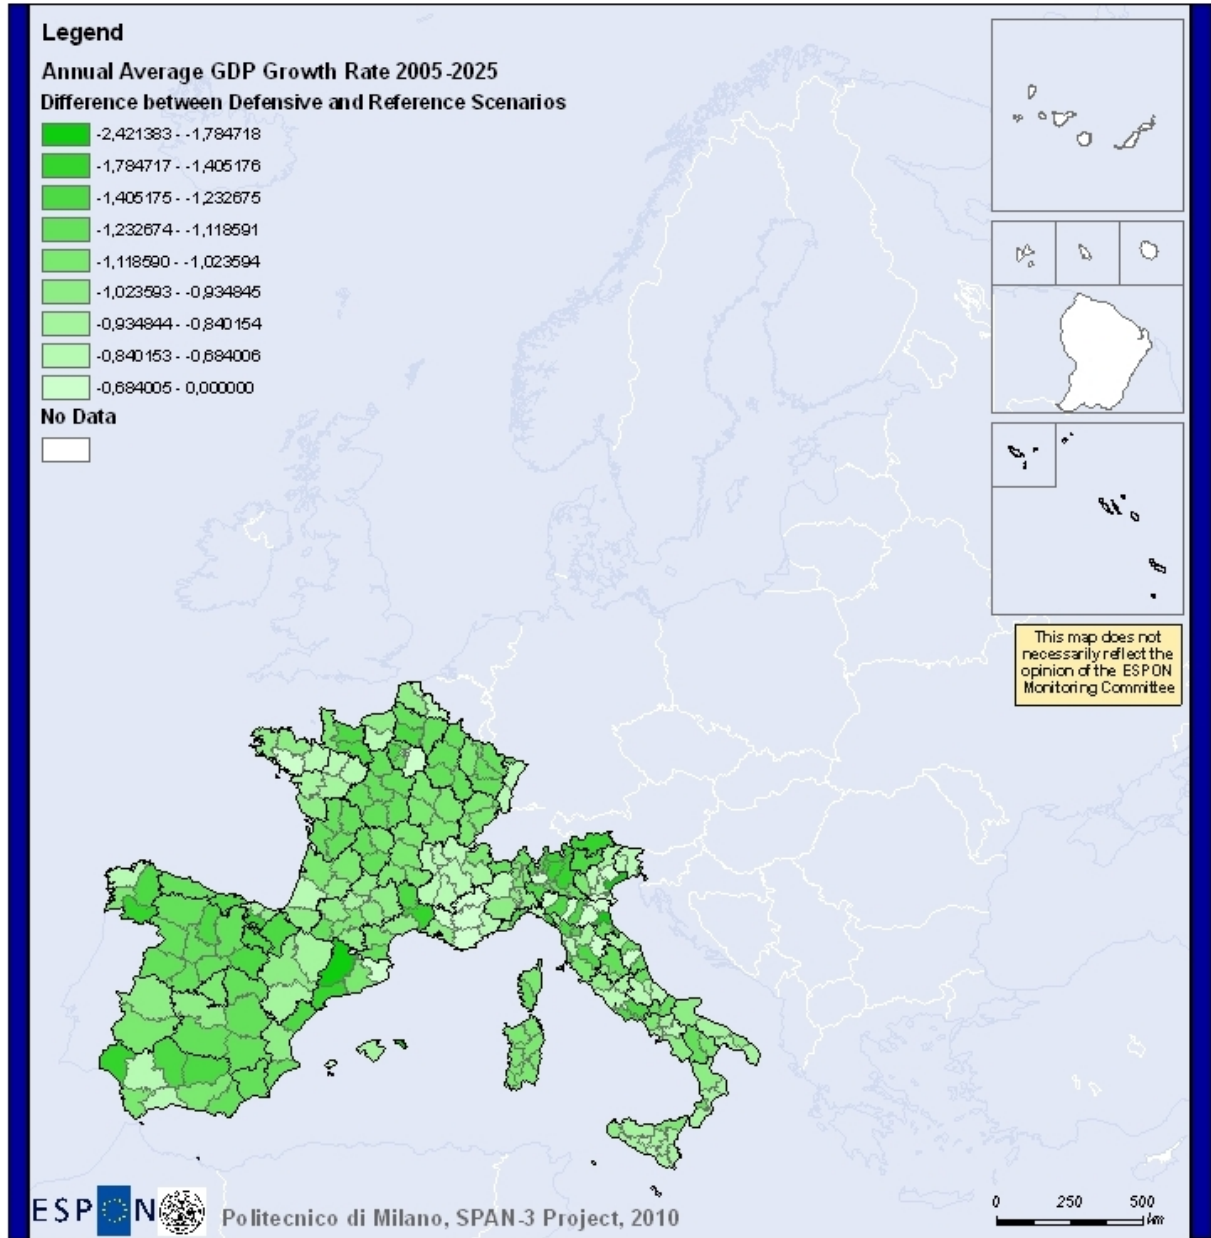 Legend
Annual Average GDP Growth Rate 2005-2025
Difference between Defensive and Reference Scenarios
-2,421383 - -1,784718
-1,784717 - -1,405176
-1,405175 - -1,232675
-1,232674 - -1,118591
-1,118590 - -1,023594
-1,023593 - -0,934845
-0,934844 - -0,840154
-0,840153 - -0,684006
-0,684005 - 0,000000
No Data
This map does not
necessarily reflect the
opinion of the ESPON
Monitoring Committee
ESPON
Politecnico di Milano, SPAN-3 Project, 2010
0 250 500
km